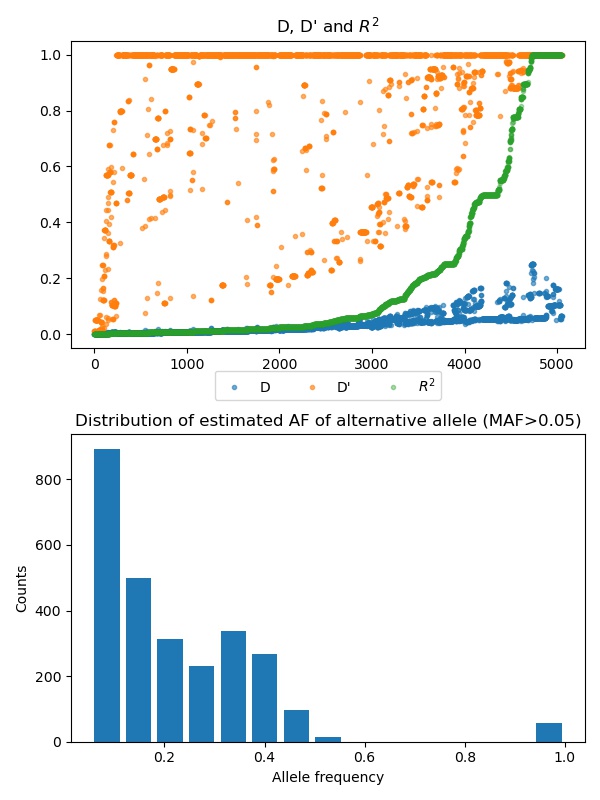 D, D' and R²
1.0
0.8
0.6
0.4
0.2
0.0
0 1000 2000 3000 4000 5000
D D' R²
Distribution of estimated AF of alternative allele (MAF>0.05)
800
600
400
200
0
Counts
0.2 0.4 0.6 0.8 1.0
Allele frequency